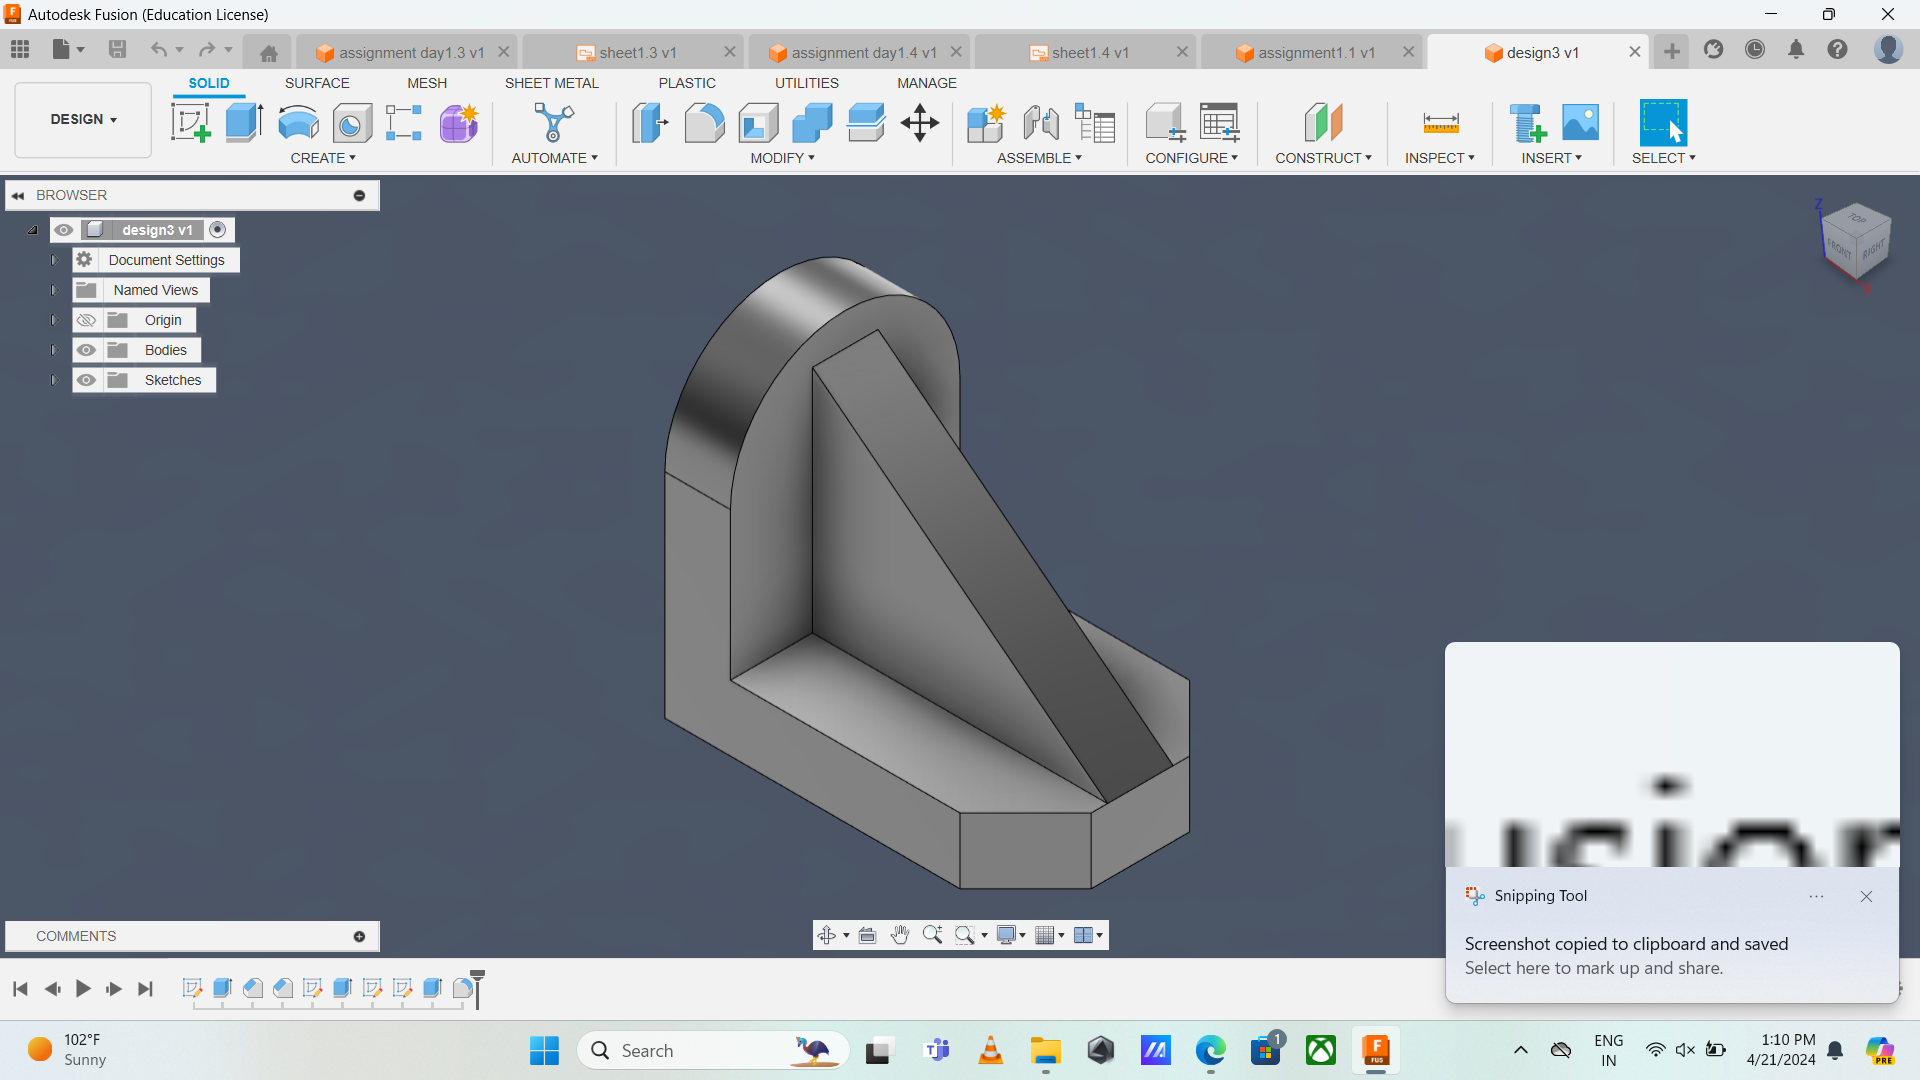 Autodesk Fusion (Education License)
assignment day1.3 v1
sheet1.3 v1
assignment day1.4 v1
sheet1.4 v1
assignment1.1 v1
design3 v1
SOLID
SURFACE
MESH
SHEET METAL
PLASTIC
UTILITIES
MANAGE
DESIGN
CREATE
AUTOMATE
MODIFY
ASSEMBLE
CONFIGURE
CONSTRUCT
INSPECT
INSERT
SELECT
BROWSER
design3 v1
Document Settings
Named Views
Origin
Bodies
Sketches
Z
TOP
FRONT
RIGHT
X
Snipping Tool
Screenshot copied to clipboard and saved
Select here to mark up and share.
COMMENTS
102°F
Sunny
Search
1
ENG
IN
1:10 PM
4/21/2024
PRE